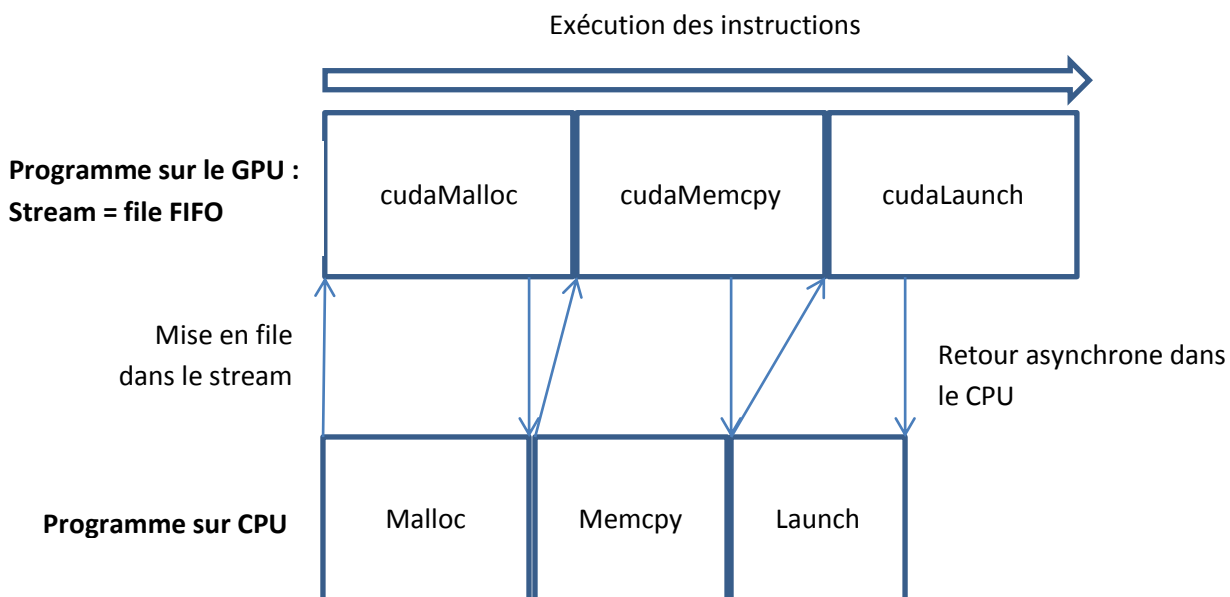 Exécution des instructions
Programme sur le GPU :
Stream = file FIFO
cudaMalloc
cudaMemcpy
cudaLaunch
Mise en file
dans le stream
Retour asynchrone dans
le CPU
Programme sur CPU
Malloc
Memcpy
Launch